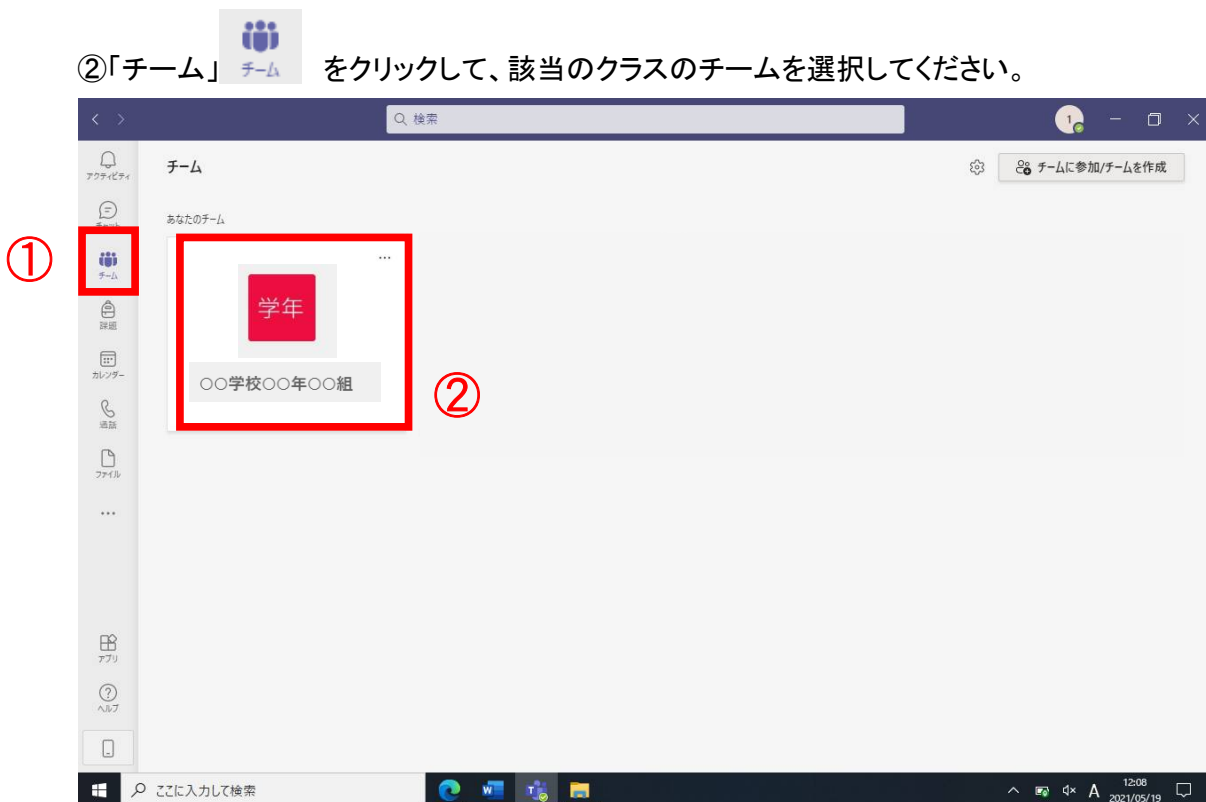 ②「チーム」 チーム をクリックして、該当のクラスのチームを選択してください。
検索
1
アクティビティ
チーム
チームに参加/チームを作成
チャット
あなたのチーム
①
チーム
...
学年
課題
カレンダー
○○学校○○年○○組
②
通話
ファイル
...
アプリ
ヘルプ
ここに入力して検索
W
T
A
12:08
2021/05/19